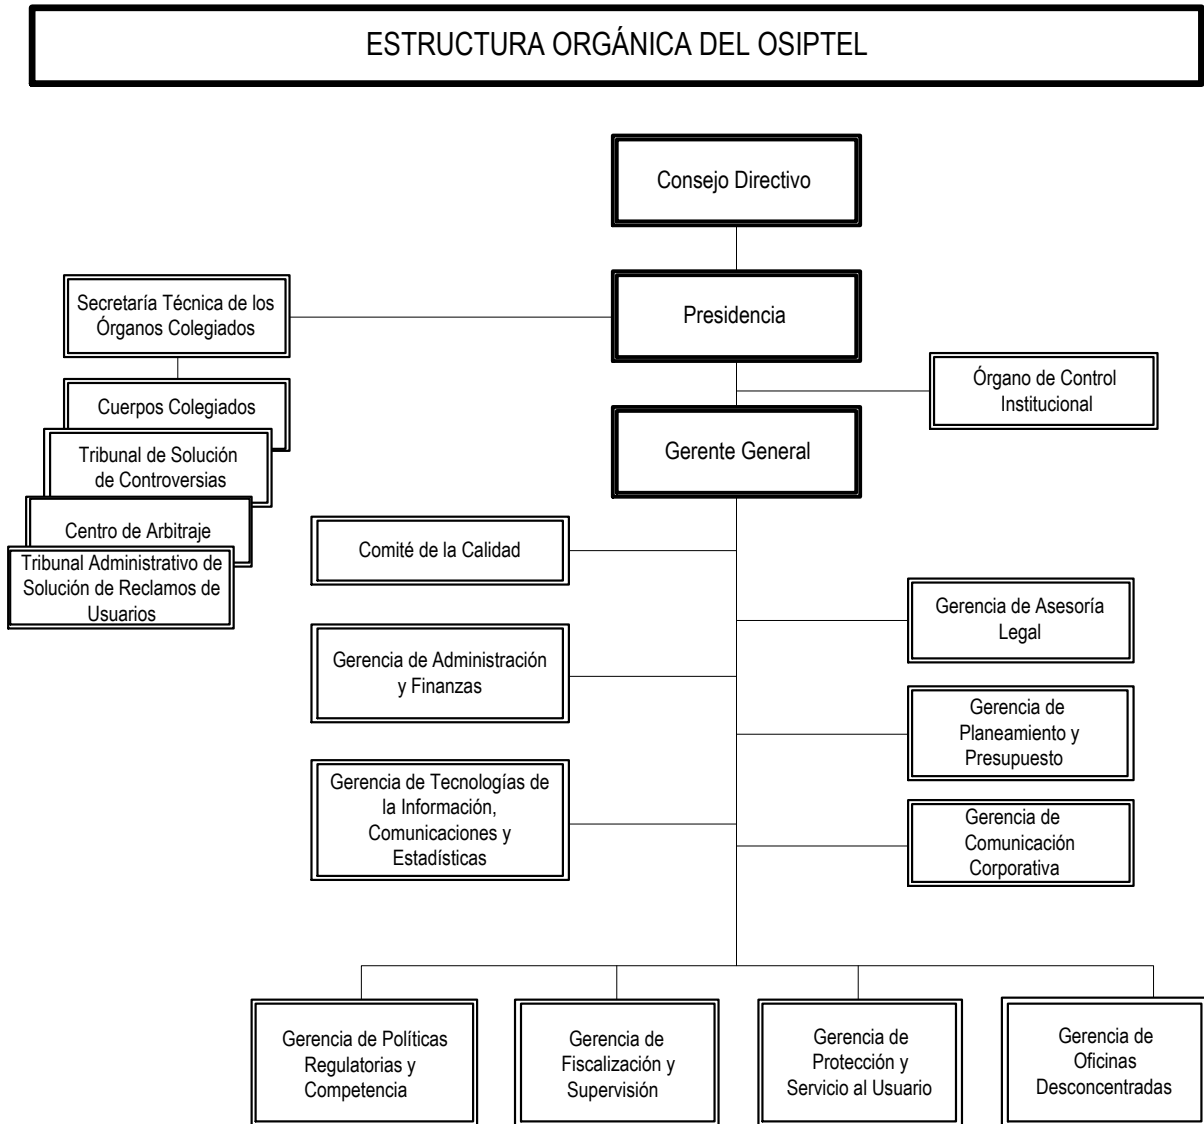 ESTRUCTURA ORGÁNICA DEL OSIPTEL
Consejo Directivo
Presidencia
Secretaría Técnica de los
Órganos Colegiados
Cuerpos Colegiados
Tribunal de Solución
de Controversias
Centro de Arbitraje
Tribunal Administrativo de
Solución de Reclamos de
Usuarios
Órgano de Control
Institucional
Gerente General
Comité de la Calidad
Gerencia de Asesoría
Legal
Gerencia de Administración
y Finanzas
Gerencia de
Planeamiento y
Presupuesto
Gerencia de Tecnologías de
la Información,
Comunicaciones y
Estadísticas
Gerencia de
Comunicación
Corporativa
Gerencia de Políticas
Regulatorias y
Competencia
Gerencia de
Fiscalización y
Supervisión
Gerencia de
Protección y
Servicio al Usuario
Gerencia de
Oficinas
Desconcentradas